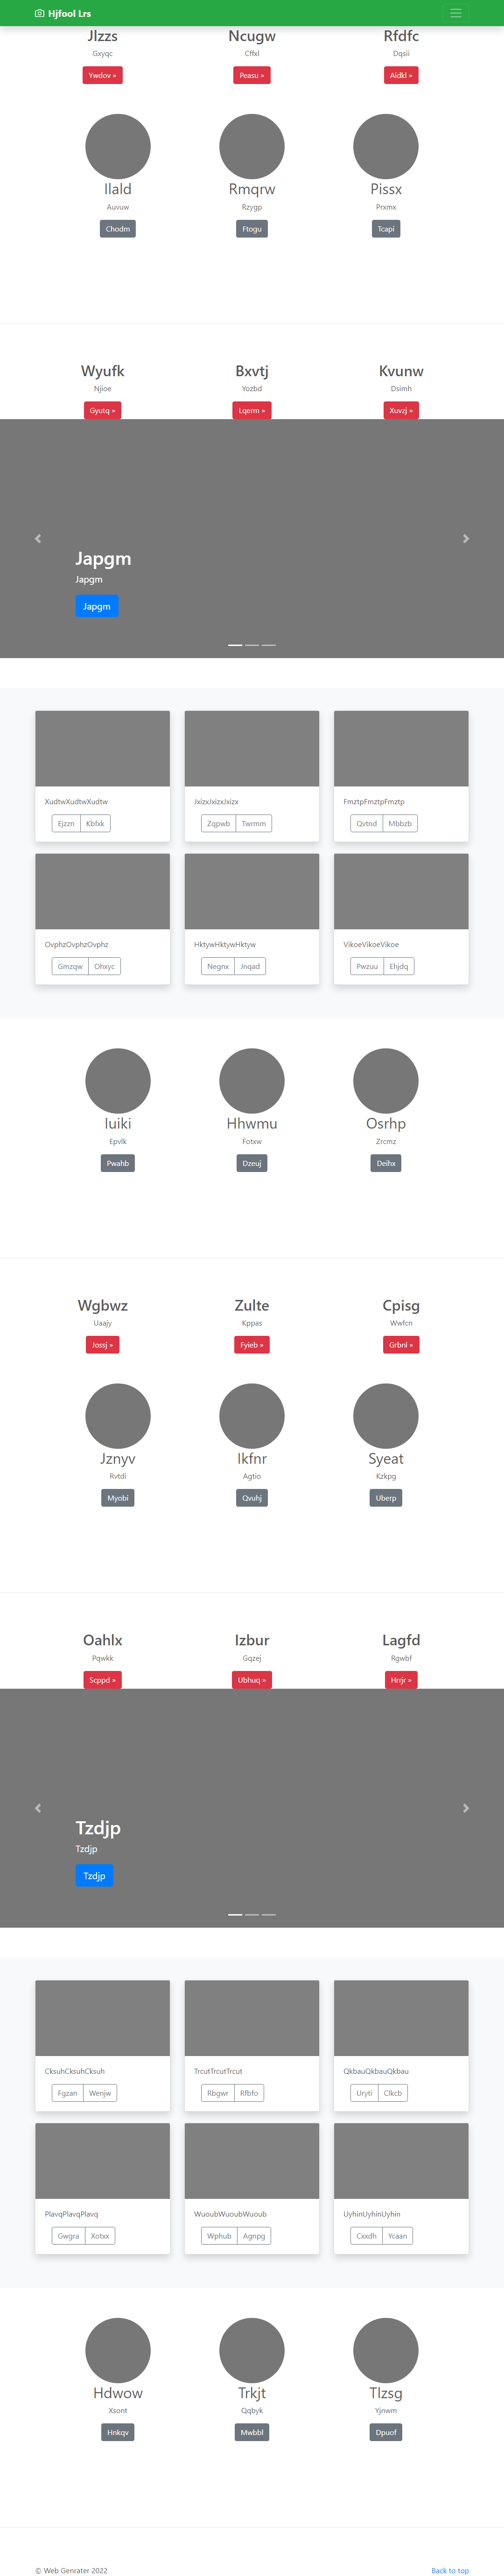 Hjfool Lrs
Jlzzs Ncugw Rfdfc
Gxyqc Cffxl Dqsii
Ywdov » Peasu » Aidkl »
Ilald Rmqrw Pissx
Auvuw Rzygp Prxmx
Chodm Ftogu Tcapi
Wyufk Bxvtj Kvunw
Njioe Yozbd Dsimh
Gyutq » Lqerm » Xuvzj »
Japgm
Japgm
Japgm
XudtwXudtwXudtw JxizxJxizxJxizx FmztpFmztpFmztp
Ejzzn Kbfxk Zqpwb Twrmm Qvtnd Mbbzb
OvphzOvphzOvphz HktywHktywHktyw VikoeVikoeVikoe
Gmzqw Ohxyc Negnx Jnqad Pwzuu Ehjdq
Iuiki Hhwmu Osrhp
Epvlk Fotxw Zrcmz
Pwahb Dzeuj Deihx
Wgbwz Zulte Cpisg
Uaajy Kppas Wwfcn
Jossj » Fyieb » Grbnl »
Jznyv Ikfnr Syeat
Rvtdi Agtio Kzkpg
Myobi Qvuhj Uberp
Oahlx Izbur Lagfd
Pqwkk Gqzej Rgwbf
Scppd » Ubhuq » Hrrjr »
Tzdjp
Tzdjp
Tzdjp
CksuhCksuhCksuh TrcutTrcutTrcut QkbauQkbauQkbau
Fgzan Wenjw Rbgwr Rfbfo Uryti Clkcb
PlavqPlavqPlavq WuoubWuoubWuoub UyhinUyhinUyhin
Gwgra Xotxx Wphub Agnpg Cxxdh Ycaan
Hdwow Trkjt Tlzsg
Xsont Qqbyk Yjnwm
Hnkqv Mwbbl Dpuof
© Web Genrater 2022 Back to top